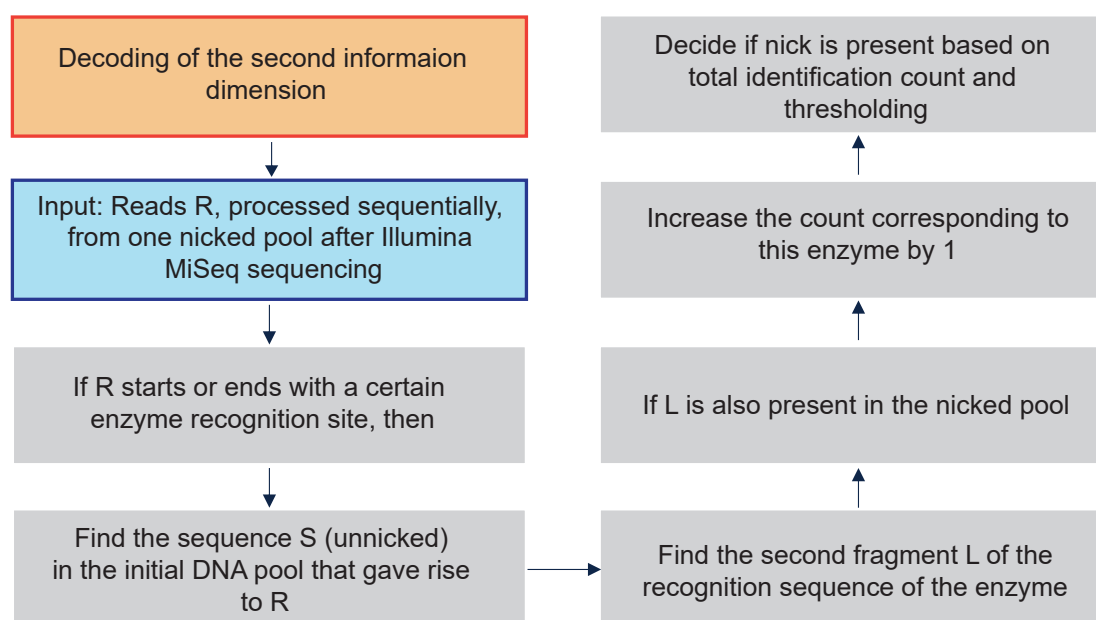 Decoding of the second informaion
dimension
Input: Reads R, processed sequentially,
from one nicked pool after Illumina
MiSeq sequencing
If R starts or ends with a certain
enzyme recognition site, then
Find the sequence S (unnicked)
in the initial DNA pool that gave rise
to R
Find the second fragment L of the
recognition sequence of the enzyme
If L is also present in the nicked pool
Increase the count corresponding to
this enzyme by 1
Decide if nick is present based on
total identification count and
thresholding